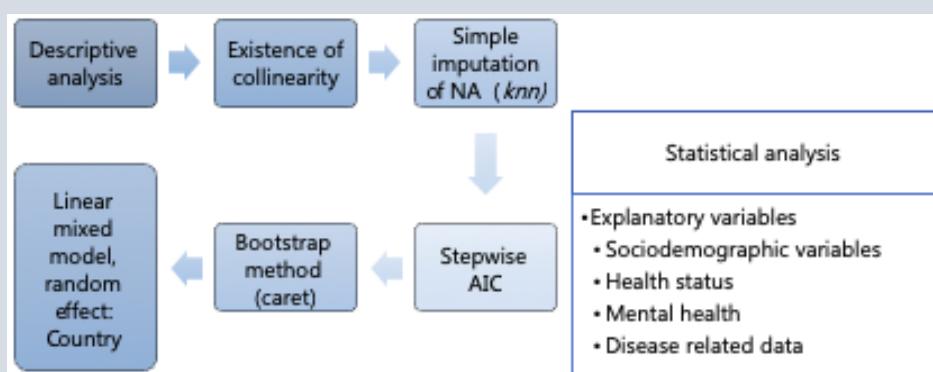 Descriptive
analysis
Existence of
collinearity
Simple
imputation
of NA (knn)
Stepwise
AIC
Bootstrap
method
(caret)
Linear
mixed
model,
random
effect:
Country
Statistical analysis
•Explanatory variables
• Sociodemographic variables
• Health status
• Mental health
• Disease related data